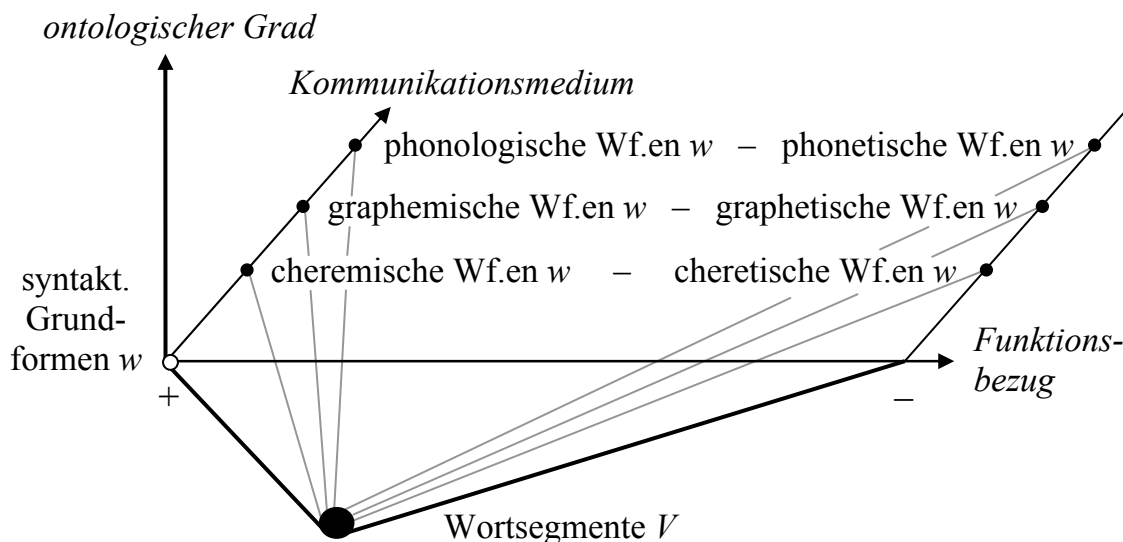 ontologischer Grad
Kommunikationsmedium
phonologische Wf.en w – phonetische Wf.en w
graphemische Wf.en w – graphetische Wf.en w
cheremische Wf.en w – cheretische Wf.en w
syntakt.
Grund-
formen w
Funktions-
bezug
+ –
Wortsegmente V